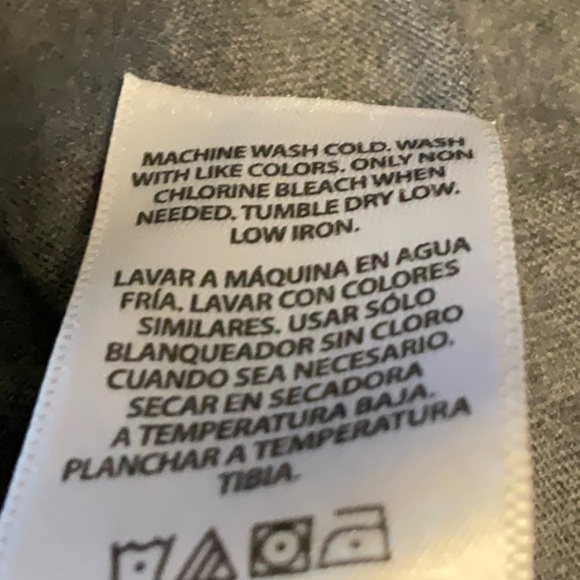 MACHINE WASH COLD. WASH
WITH LIKE COLORS. ONLY NON
CHLORINE BLEACH WHEN
NEEDED. TUMBLE DRY LOW.
LOW IRON.
LAVAR A MÁQUINA EN AGUA
FRÍA. LAVAR CON COLORES
SIMILARES. USAR SÓLO
BLANQUEADOR SIN CLORO
CUANDO SEA NECESARIO.
SECAR EN SECADORA
A TEMPERATURA BAJA.
PLANCHAR A TEMPERATURA
TIBIA.